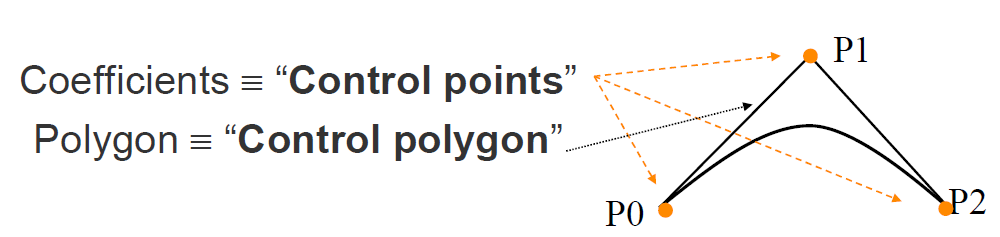 P1
Coefficients ≡ “Control points”
Polygon ≡ “Control polygon”
P0
P2